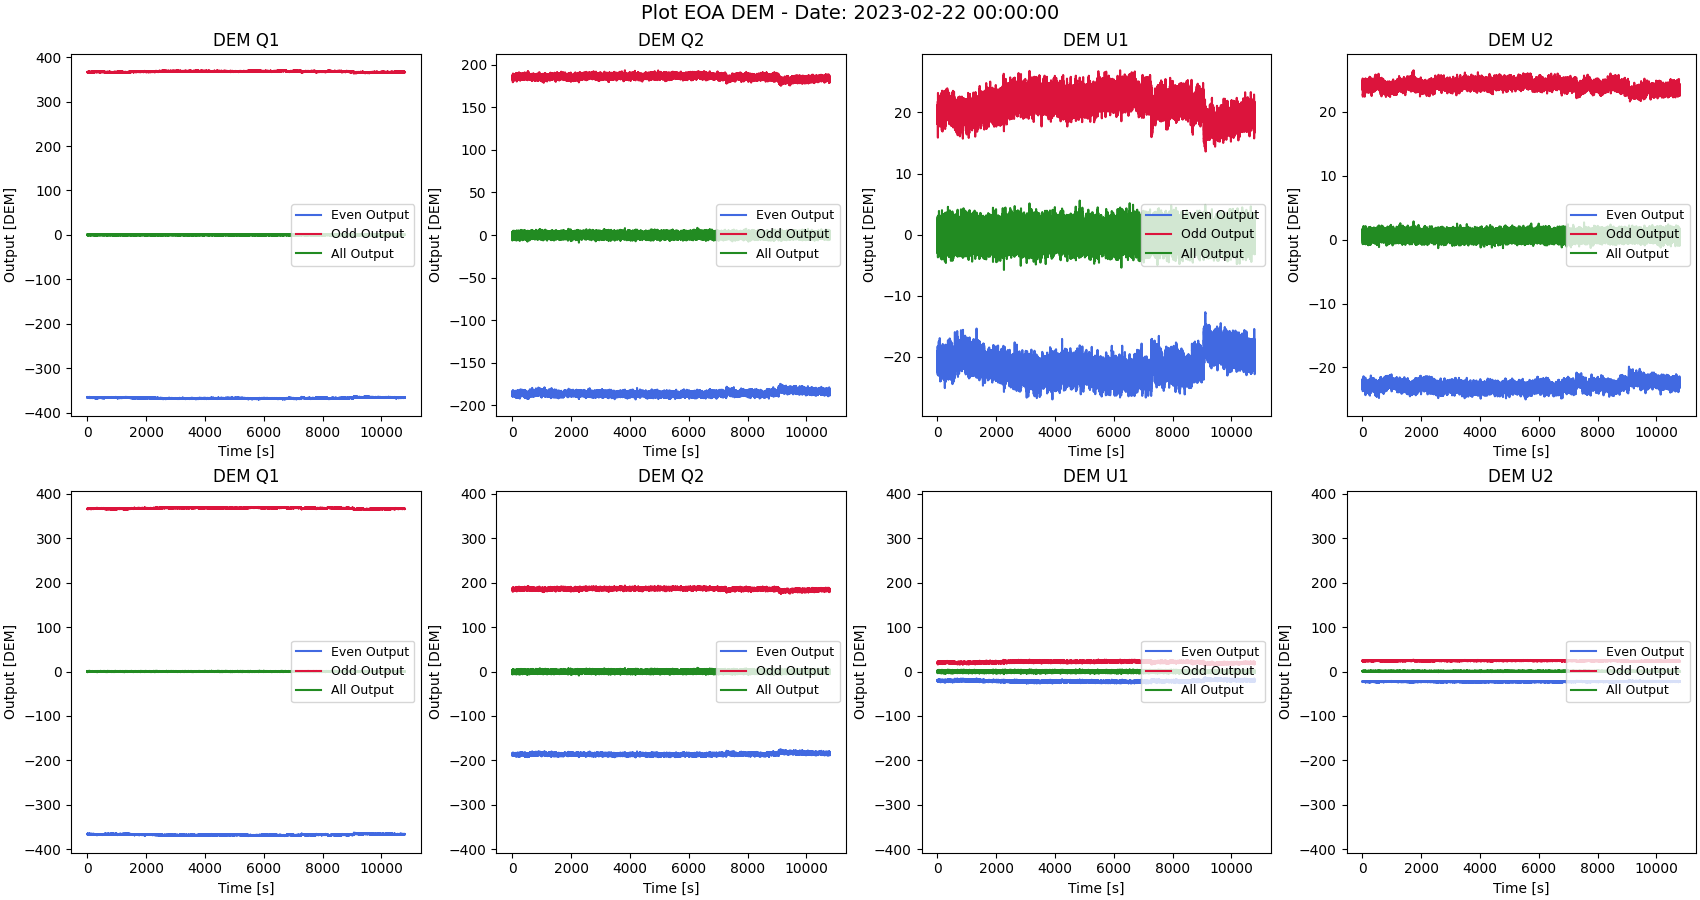 Plot EOA DEM - Date: 2023-02-22 00:00:00
DEM Q1
Output [DEM]
400
300
200
100
0
−100
−200
−300
−400
Even Output
Odd Output
All Output
0 2000 4000 6000 8000 10000
Time [s]
DEM Q2
Output [DEM]
200
150
100
50
0
−50
−100
−150
−200
Even Output
Odd Output
All Output
0 2000 4000 6000 8000 10000
Time [s]
DEM U1
Output [DEM]
20
10
0
−10
−20
Even Output
Odd Output
All Output
0 2000 4000 6000 8000 10000
Time [s]
DEM U2
Output [DEM]
20
10
0
−10
−20
Even Output
Odd Output
All Output
0 2000 4000 6000 8000 10000
Time [s]
DEM Q1
Output [DEM]
400
300
200
100
0
−100
−200
−300
−400
Even Output
Odd Output
All Output
0 2000 4000 6000 8000 10000
Time [s]
DEM Q2
Output [DEM]
400
300
200
100
0
−100
−200
−300
−400
Even Output
Odd Output
All Output
0 2000 4000 6000 8000 10000
Time [s]
DEM U1
Output [DEM]
400
300
200
100
0
−100
−200
−300
−400
Even Output
Odd Output
All Output
0 2000 4000 6000 8000 10000
Time [s]
DEM U2
Output [DEM]
400
300
200
100
0
−100
−200
−300
−400
Even Output
Odd Output
All Output
0 2000 4000 6000 8000 10000
Time [s]